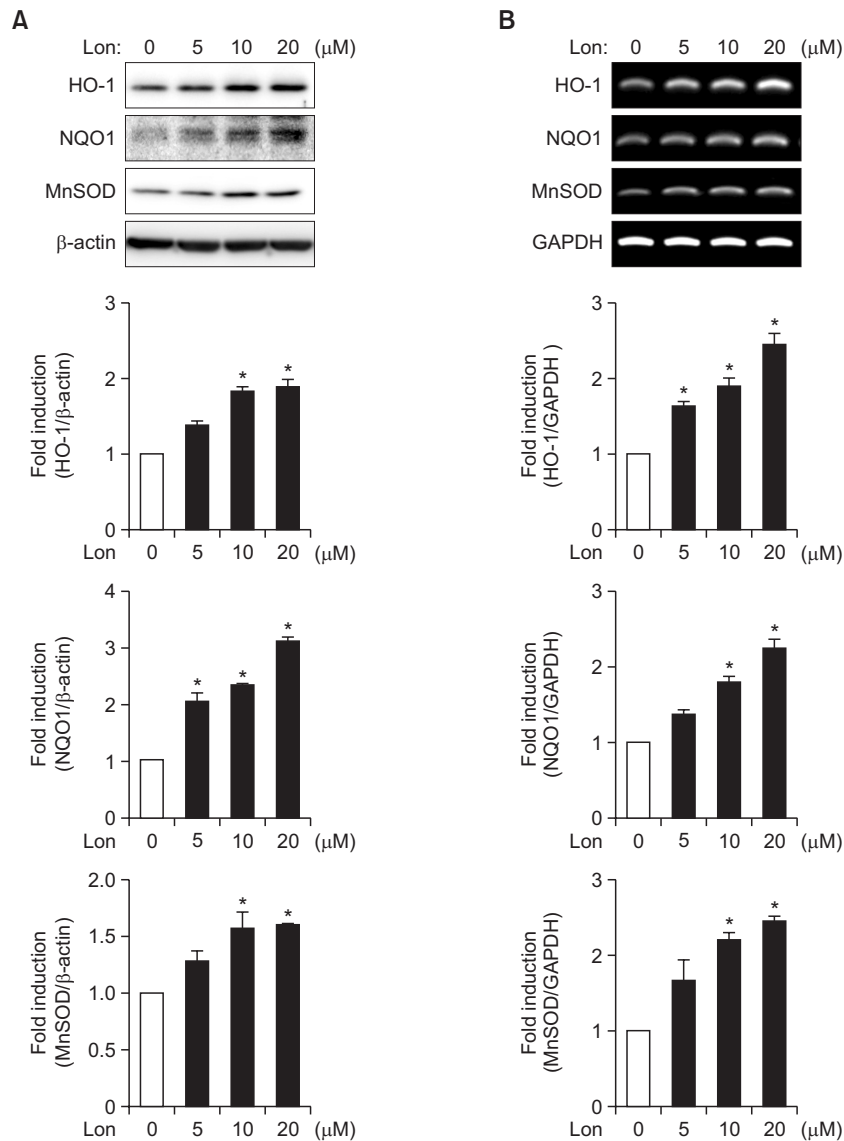 A
Lon: 0 5 10 20 (μM)
HO-1
NQO1
MnSOD
β-actin
Fold induction
(HO-1/β-actin)
3
2
1
0
* *
Lon 0 5 10 20 (μM)
Fold induction
(NQO1/β-actin)
4
3
2
1
0
* * *
Lon 0 5 10 20 (μM)
Fold induction
(MnSOD/β-actin)
2.0
1.5
1.0
0.5
0
* *
Lon 0 5 10 20 (μM)
B
Lon: 0 5 10 20 (μM)
HO-1
NQO1
MnSOD
GAPDH
Fold induction
(HO-1/GAPDH )
3
2
1
0
* * *
Lon 0 5 10 20 (μM)
Fold induction
(NQO1/GAPDH)
3
2
1
0
* *
Lon 0 5 10 20 (μM)
Fold induction
(MnSOD/GAPDH)
3
2
1
0
* *
Lon 0 5 10 20 (μM)